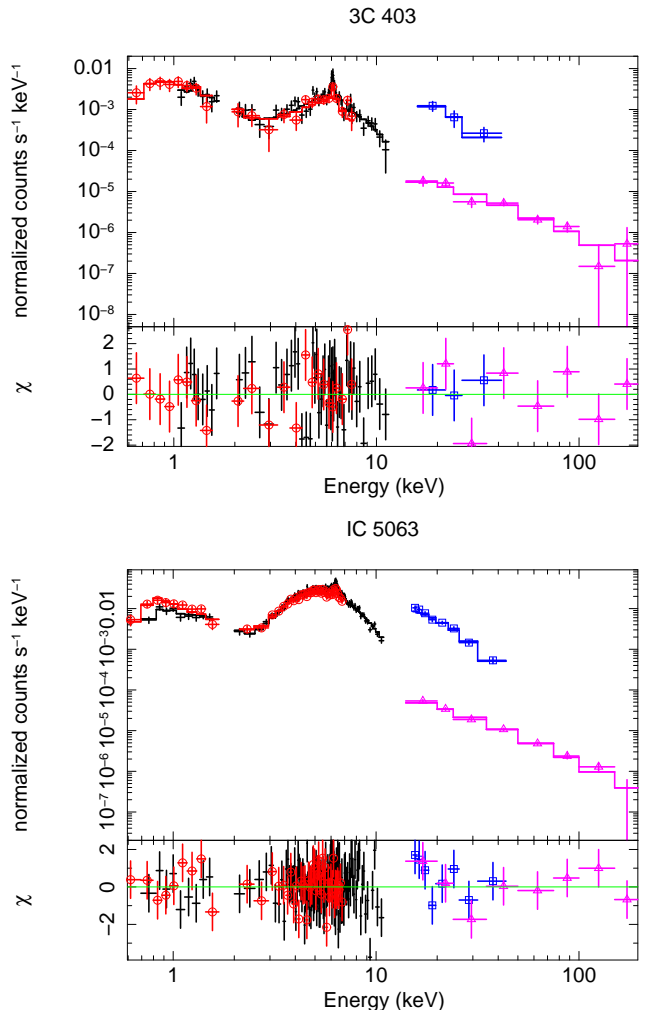 3C 403
normalized counts s⁻¹ keV⁻¹
0.01
10⁻³
10⁻⁴
10⁻⁵
10⁻⁶
10⁻⁷
10⁻⁸
χ
2
1
0
−1
−2
1 10 100
Energy (keV)
IC 5063
normalized counts s⁻¹ keV⁻¹
0.01
10⁻³
10⁻⁴
10⁻⁵
10⁻⁶
10⁻⁷
χ
2
0
−2
1 10 100
Energy (keV)